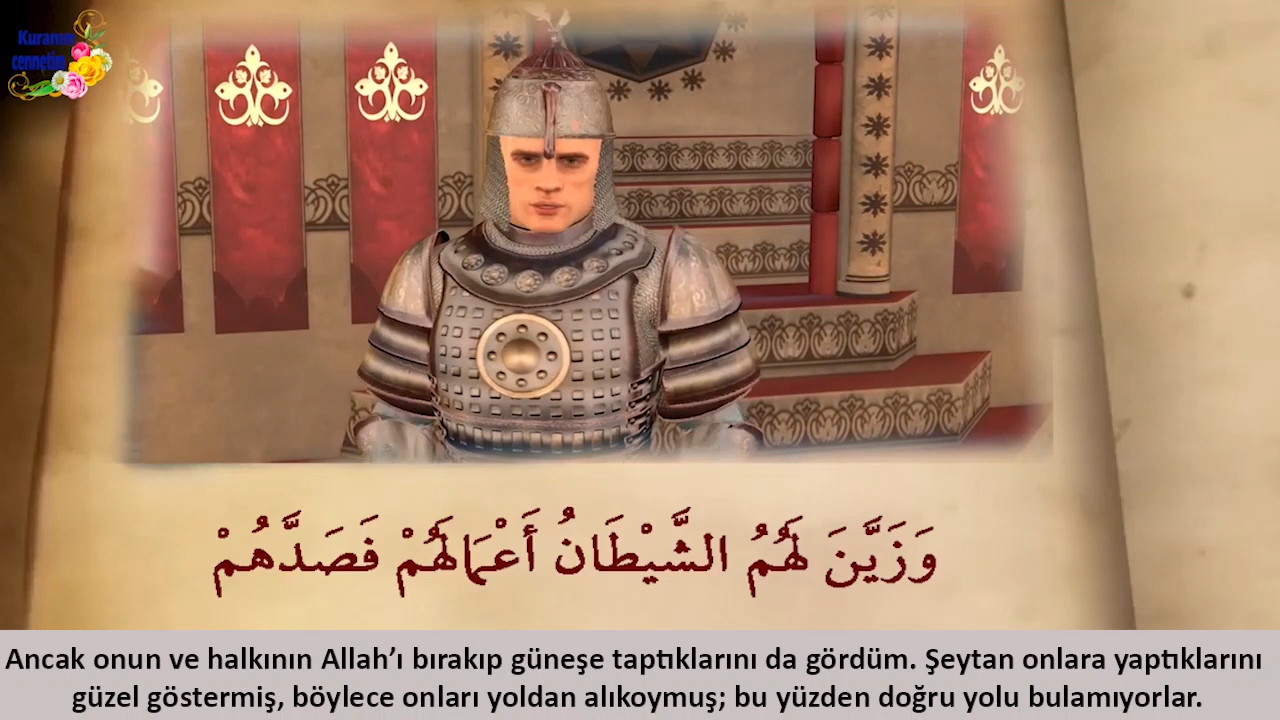 Kuranım
cennetim
وَزَيَّنَ لَهُمُ الشَّيْطَانُ أَعْمَالَهُمْ فَصَدَّهُمْ
Ancak onun ve halkının Allah’ı bırakıp güneşe taptıklarını da gördüm. Şeytan onlara yaptıklarını
güzel göstermiş, böylece onları yoldan alıkoymuş; bu yüzden doğru yolu bulamıyorlar.